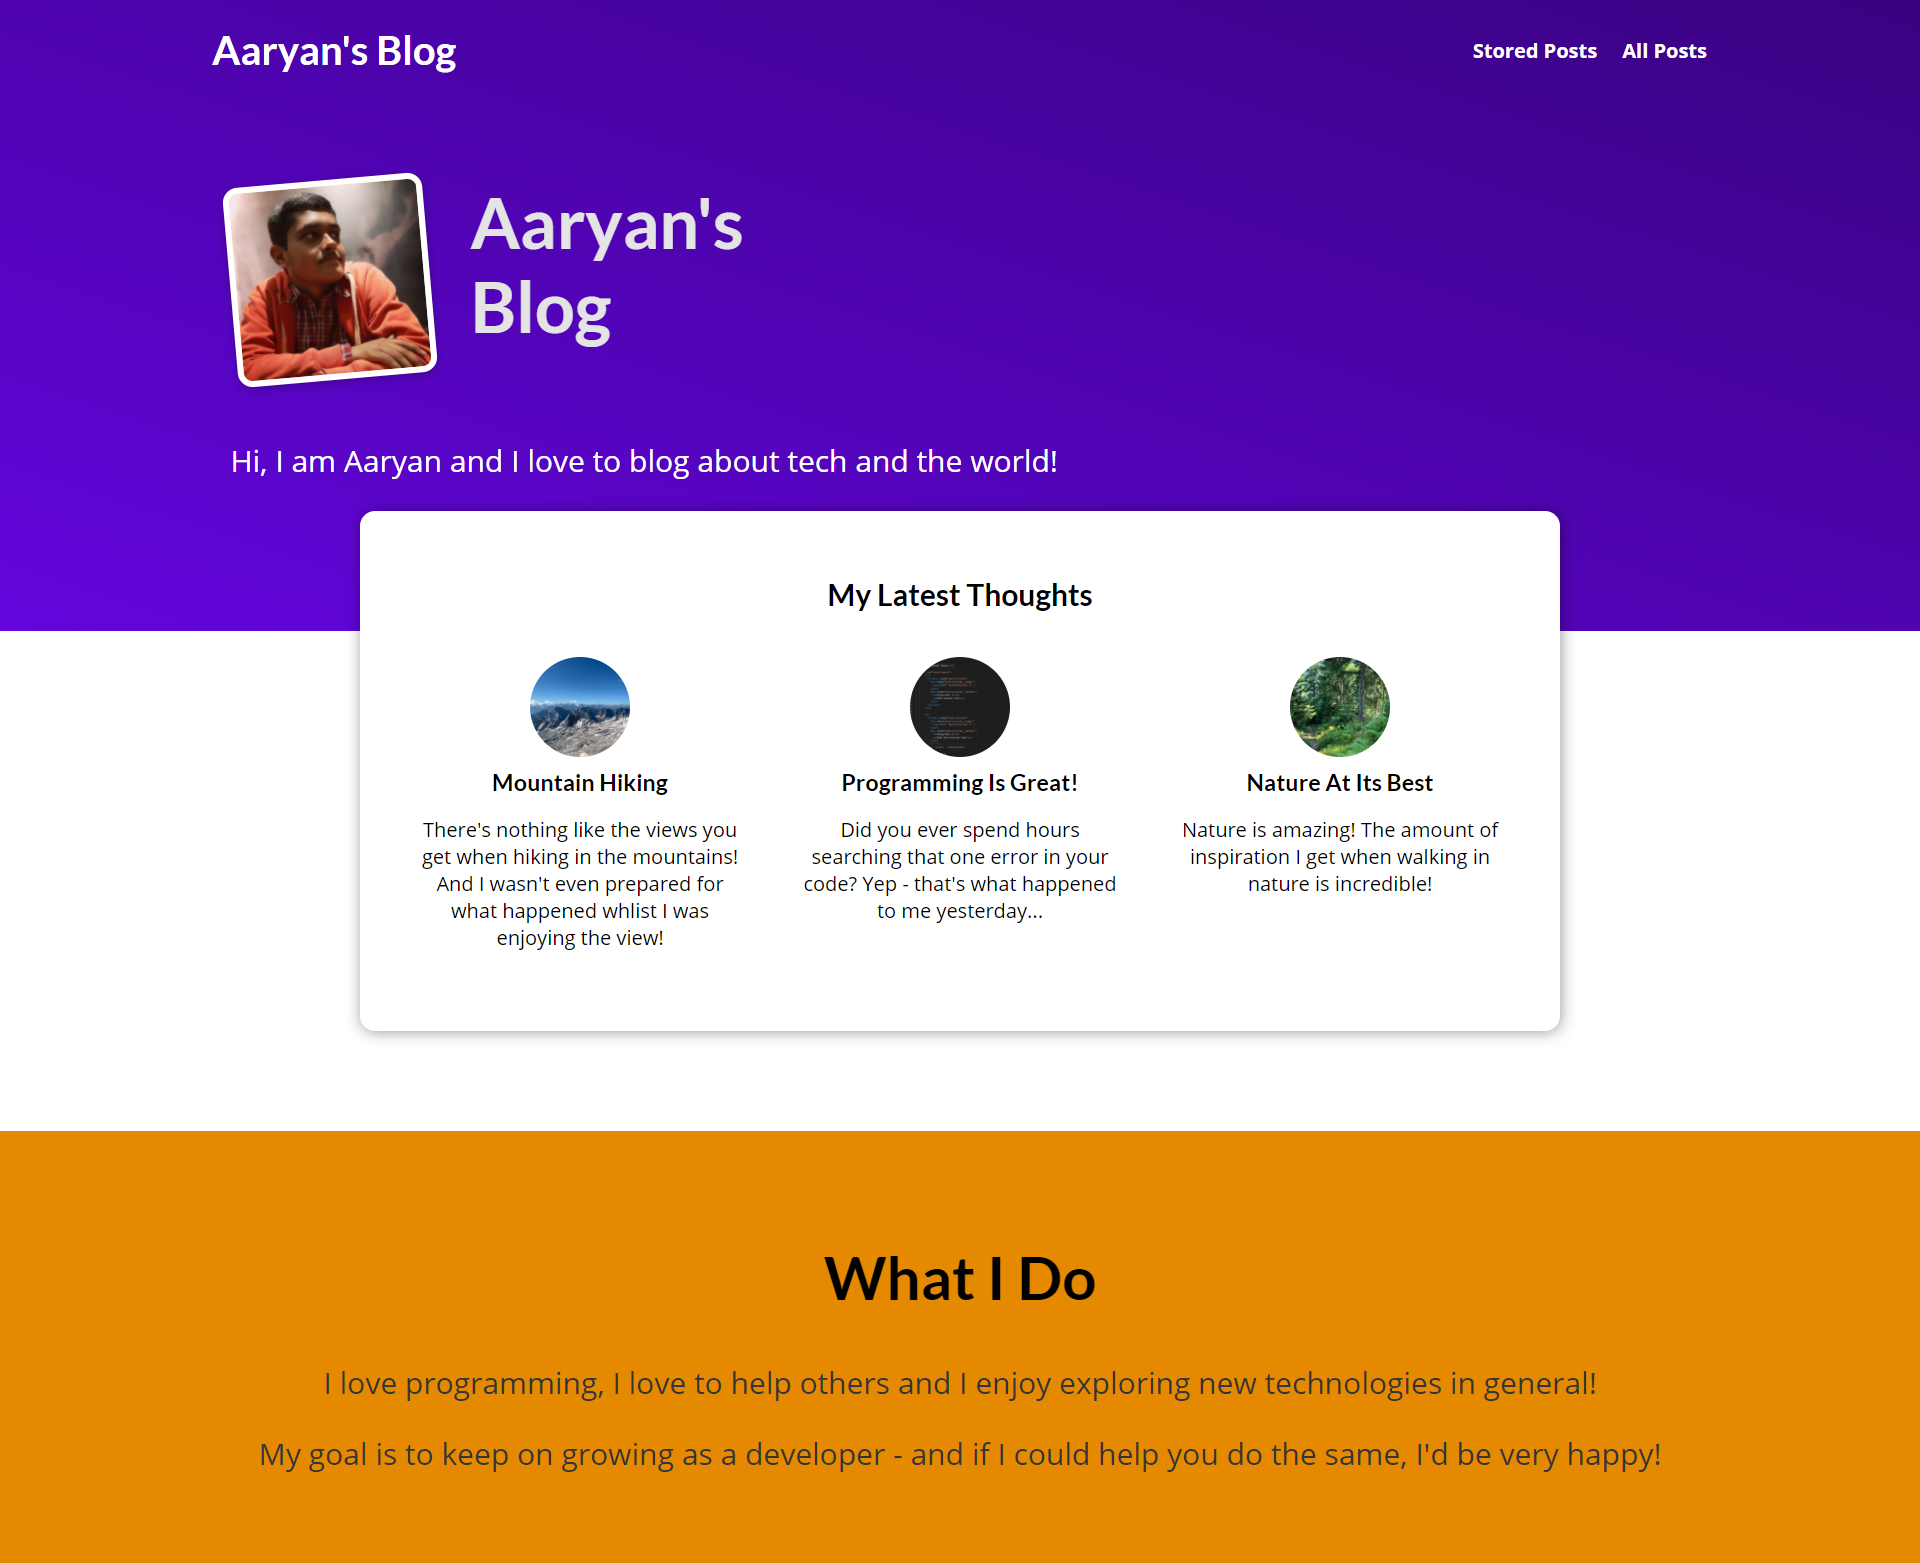 Aaryan's Blog
Stored Posts
All Posts
Aaryan's
Blog
Hi, I am Aaryan and I love to blog about tech and the world!
My Latest Thoughts
Mountain Hiking
There's nothing like the views you
get when hiking in the mountains!
And I wasn't even prepared for
what happened whlist I was
enjoying the view!
Programming Is Great!
Did you ever spend hours
searching that one error in your
code? Yep - that's what happened
to me yesterday...
Nature At Its Best
Nature is amazing! The amount of
inspiration I get when walking in
nature is incredible!
What I Do
I love programming, I love to help others and I enjoy exploring new technologies in general!
My goal is to keep on growing as a developer - and if I could help you do the same, I'd be very happy!